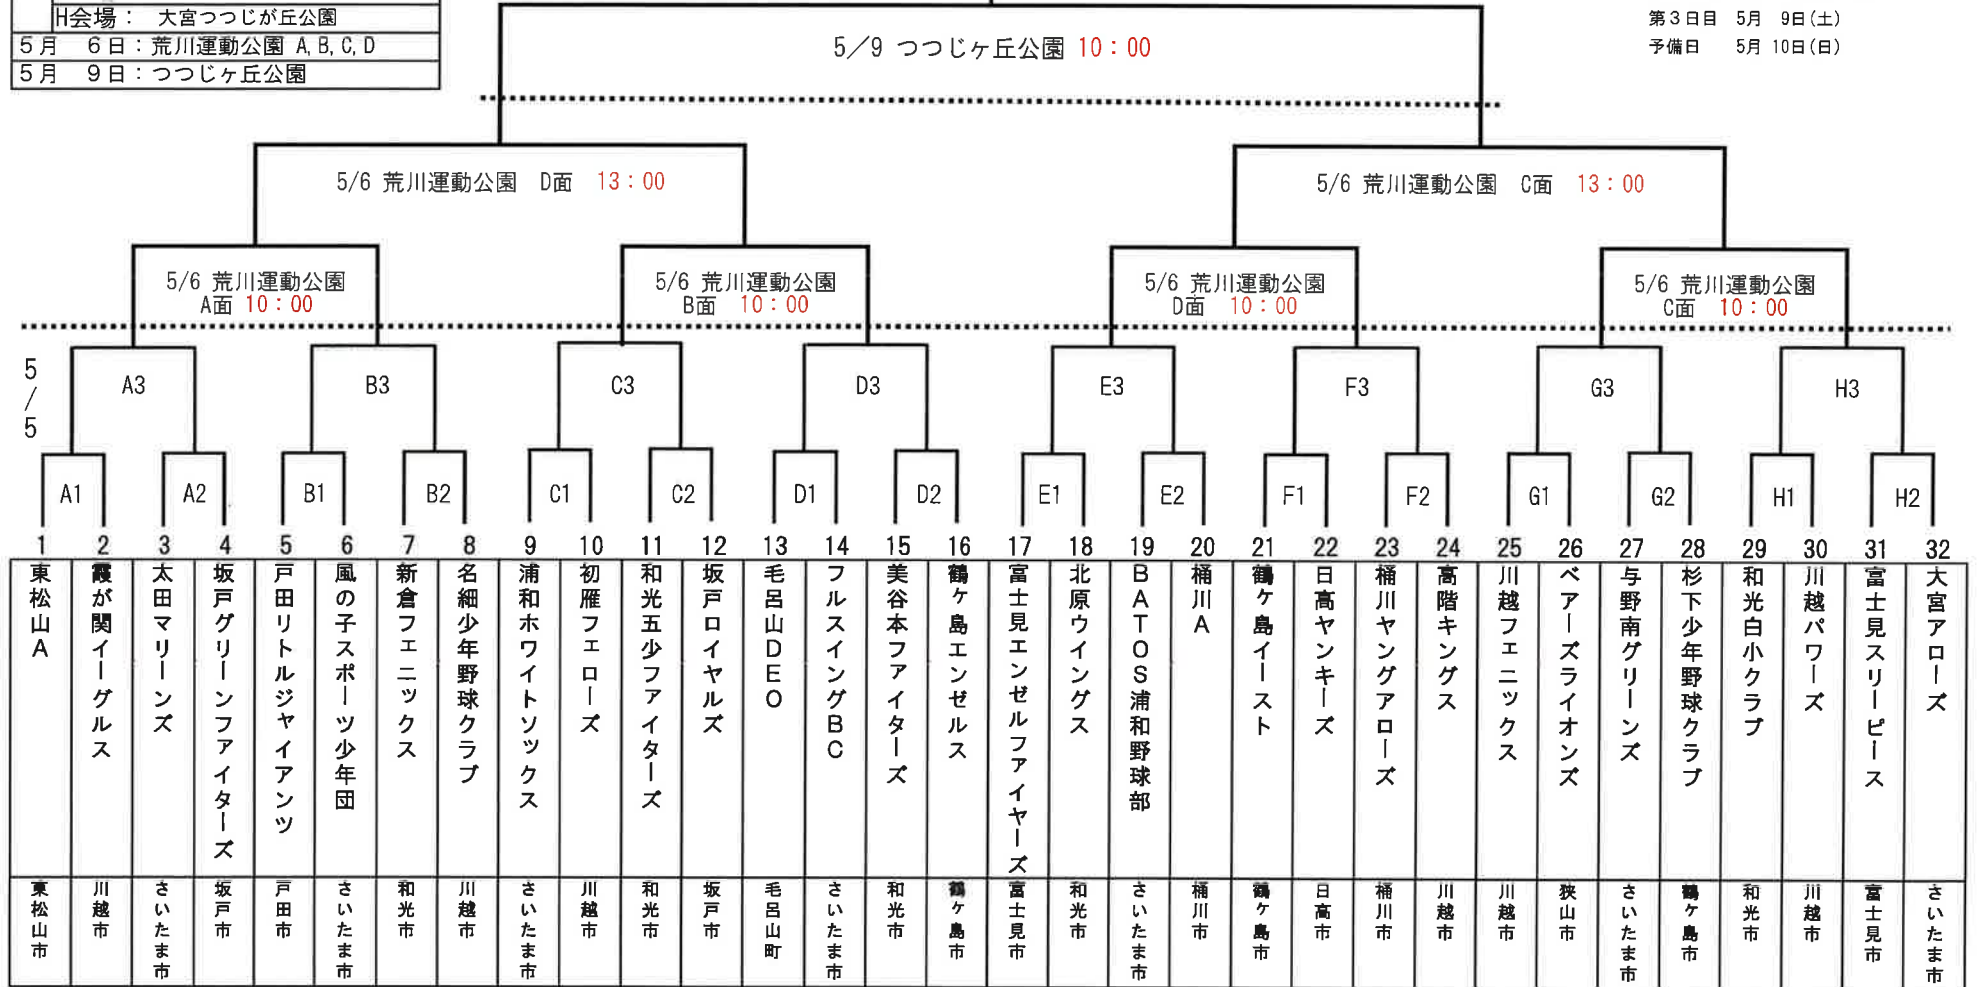 H会場： 大宮つつじが丘公園
5月 6日：荒川運動公園 A,B,C,D
5月 9日：つつじヶ丘公園
第3日目 5月 9日(土)
予備日 5月 10日(日)
5／9 つつじヶ丘公園 10：00
5/6 荒川運動公園 D面 13：00
5/6 荒川運動公園 C面 13：00
5/6 荒川運動公園
A面 10：00
5/6 荒川運動公園
B面 10：00
5/6 荒川運動公園
D面 10：00
5/6 荒川運動公園
C面 10：00
5/5
A3 B3 C3 D3 E3 F3 G3 H3
A1 A2 B1 B2 C1 C2 D1 D2 E1 E2 F1 F2 G1 G2 H1 H2
1 2 3 4 5 6 7 8 9 10 11 12 13 14 15 16 17 18 19 20 21 22 23 24 25 26 27 28 29 30 31 32
東松山A
霞が関イーグルス
太田マリーンズ
坂戸グリーンファイターズ
戸田リトルジャイアンツ
風の子スポーツ少年団
新倉フェニックス
名細少年野球クラブ
浦和ホワイトソックス
初雁フェローズ
和光五少ファイターズ
坂戸ロイヤルズ
毛呂山DEO
フルスイングBC
美谷本ファイターズ
鶴ヶ島エンゼルス
富士見エンゼルファイヤーズ
北原ウイングス
BATOS浦和野球部
桶川A
鶴ヶ島イースト
日高ヤンキーズ
桶川ヤングアローズ
高階キングス
川越フェニックス
ベアーズライオンズ
与野南グリーンズ
杉下少年野球クラブ
和光白小クラブ
川越パワーズ
富士見スリーピース
大宮アローズ
東松山市
川越市
さいたま市
坂戸市
戸田市
さいたま市
和光市
川越市
さいたま市
川越市
和光市
坂戸市
毛呂山町
さいたま市
和光市
鶴ヶ島市
富士見市
和光市
さいたま市
桶川市
鶴ヶ島市
日高市
桶川市
川越市
川越市
狭山市
さいたま市
鶴ヶ島市
和光市
川越市
富士見市
さいたま市